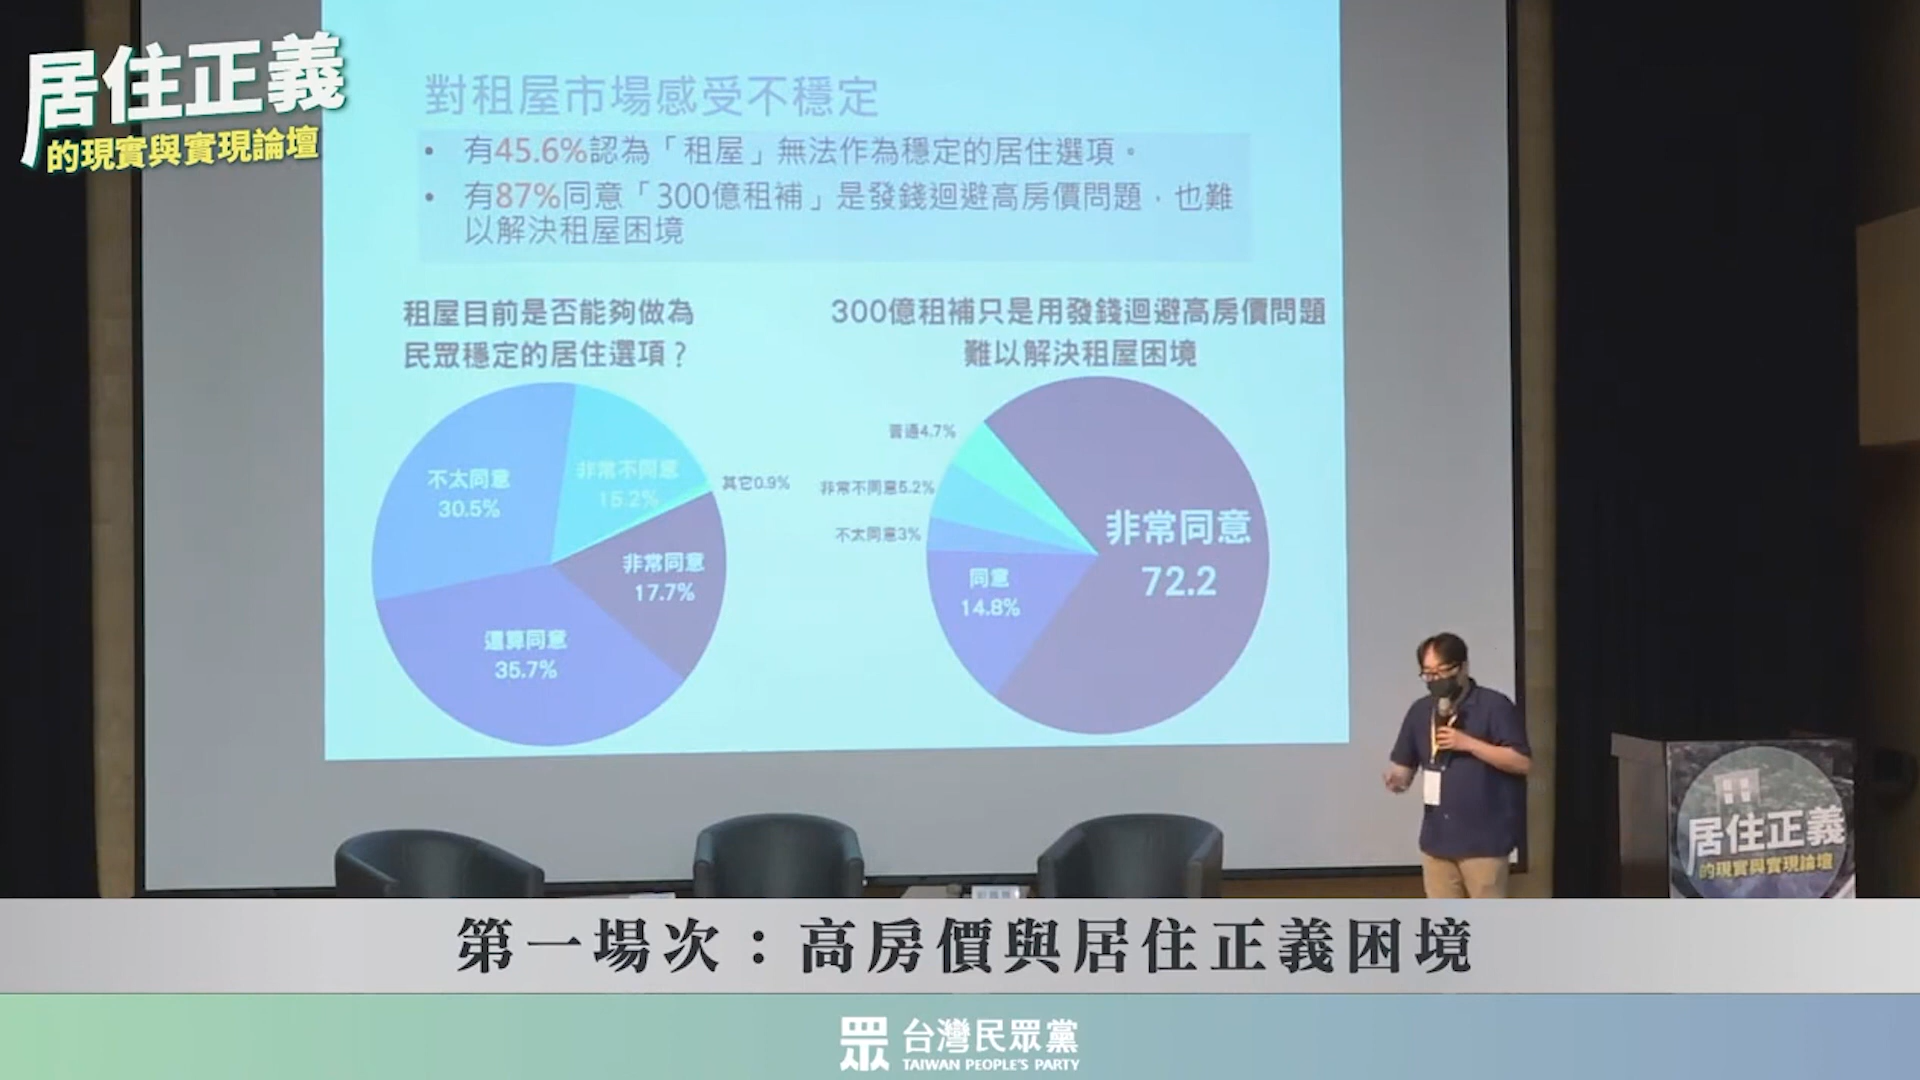 居住正義
的現實與實現論壇
對租屋市場感受不穩定
• 有45.6%認為「租屋」無法作為穩定的居住選項。
• 有87%同意「300億租補」是發錢迴避高房價問題，也難
以解決租屋困境
租屋目前是否能夠做為
民眾穩定的居住選項？
不太同意
30.5%
非常不同意
15.2%
其它0.9%
非常同意
17.7%
還算同意
35.7%
300億租補只是用發錢迴避高房價問題
難以解決租屋困境
普通4.7%
非常不同意5.2%
不太同意3%
同意
14.8%
非常同意
72.2
居住正義
的現實與實現論壇
第一場次：高房價與居住正義困境
眾 台灣民眾黨
TAIWAN PEOPLE'S PARTY